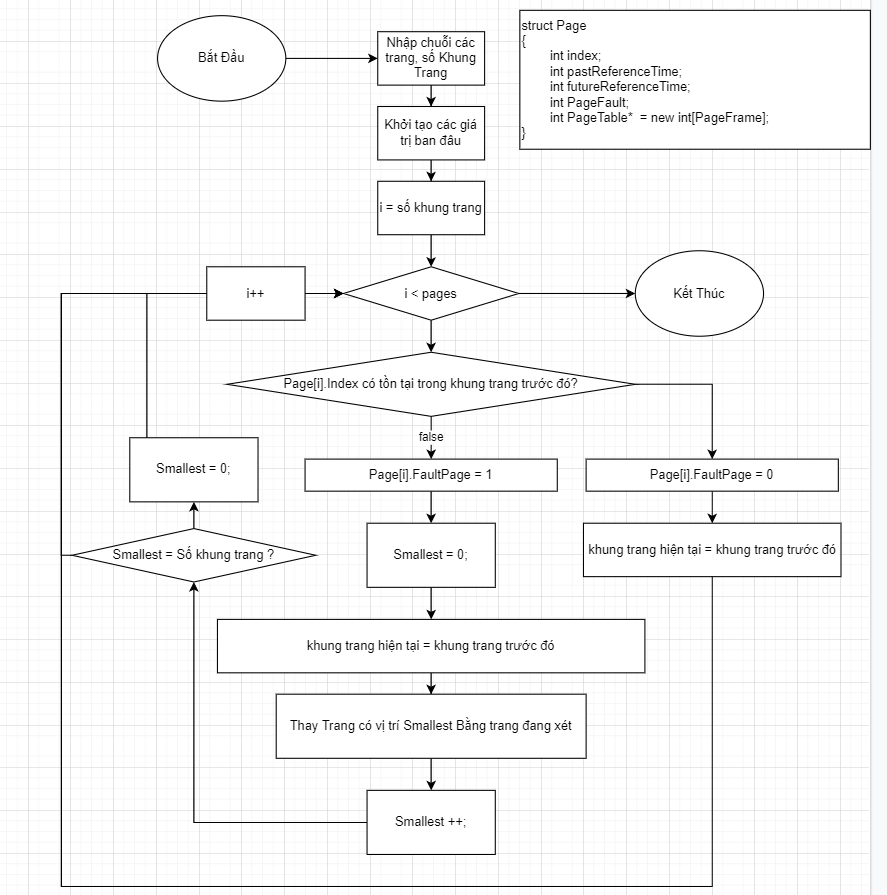 Bắt Đầu
Nhập chuỗi các
trang, số Khung
Trang
struct Page
{
int index;
int pastReferenceTime;
int futureReferenceTime;
int PageFault;
int PageTable* = new int[PageFrame];
}
Khởi tạo các giá
trị ban đâu
i = số khung trang
i++
i < pages
Kết Thúc
Page[i].Index có tồn tại trong khung trang trước đó?
false
Smallest = 0;
Page[i].FaultPage = 1
Page[i].FaultPage = 0
Smallest = Số khung trang ?
Smallest = 0;
khung trang hiện tại = khung trang trước đó
khung trang hiện tại = khung trang trước đó
Thay Trang có vị trí Smallest Bằng trang đang xét
Smallest ++;